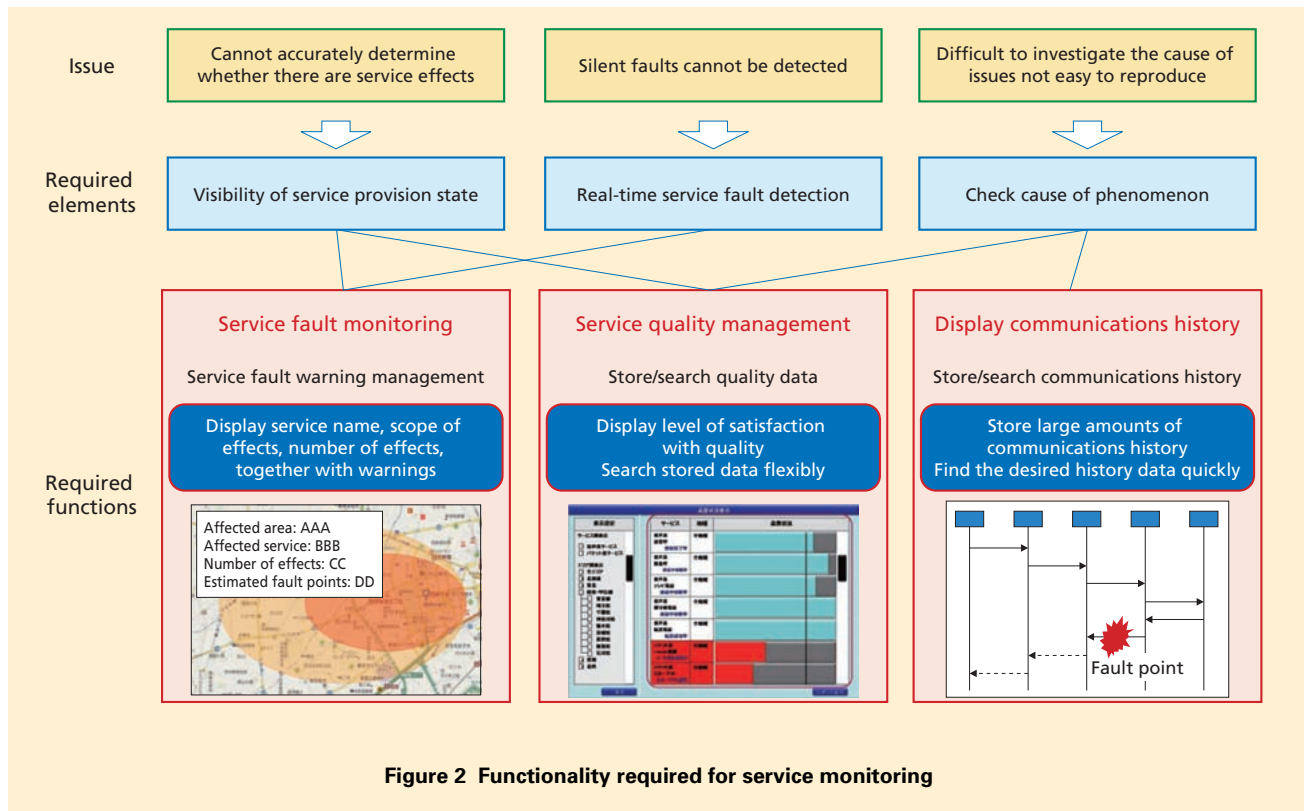 Issue
Cannot accurately determine
whether there are service effects
Silent faults cannot be detected
Difficult to investigate the cause of
issues not easy to reproduce
Required
elements
Visibility of service provision state
Real-time service fault detection
Check cause of phenomenon
Required
functions
Service fault monitoring
Service fault warning management
Display service name, scope of
effects, number of effects,
together with warnings
Affected area: AAA
Affected service: BBB
Number of effects: CC
Estimated fault points: DD
Service quality management
Store/search quality data
Display level of satisfaction
with quality
Search stored data flexibly
サービス
地域
Display communications history
Store/search communications history
Store large amounts of
communications history
Find the desired history data quickly
Fault point
Figure 2 Functionality required for service monitoring